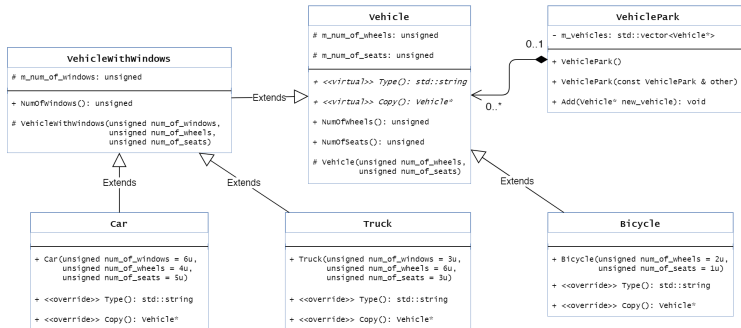 Vehicle
# m_num_of_wheels: unsigned
# m_num_of_seats: unsigned
+ <<virtual>> Type(): std::string
+ <<virtual>> Copy(): Vehicle*
+ NumOfWheels(): unsigned
+ NumOfSeats(): unsigned
# Vehicle(unsigned num_of_wheels,
unsigned num_of_seats)
VehiclePark
- m_vehicles: std::vector<Vehicle*>
+ VehiclePark()
+ VehiclePark(const VehiclePark & other)
+ Add(Vehicle* new_vehicle): void
0..1
0..*
VehicleWithWindows
# m_num_of_windows: unsigned
+ NumOfWindows(): unsigned
# VehicleWithWindows(unsigned num_of_windows,
unsigned num_of_wheels,
unsigned num_of_seats)
Extends
Extends
Extends
Extends
Car
+ Car(unsigned num_of_windows = 6u,
unsigned num_of_wheels = 4u,
unsigned num_of_seats = 5u)
+ <<override>> Type(): std::string
+ <<override>> Copy(): Vehicle*
Truck
+ Truck(unsigned num_of_windows = 3u,
unsigned num_of_wheels = 6u,
unsigned num_of_seats = 3u)
+ <<override>> Type(): std::string
+ <<override>> Copy(): Vehicle*
Bicycle
+ Bicycle(unsigned num_of_wheels = 2u,
unsigned num_of_seats = 1u)
+ <<override>> Type(): std::string
+ <<override>> Copy(): Vehicle*